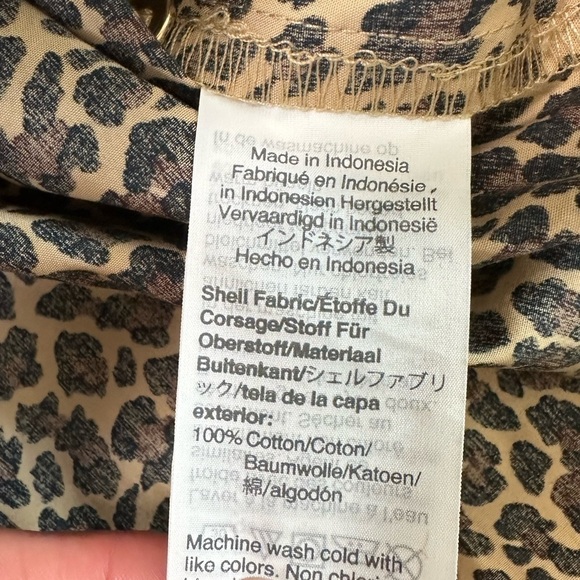 Made in Indonesia
Fabriqué en Indonésie
in Indonesien Hergestellt
Vervaardigd in Indonesië
インドネシア製
Hecho en Indonesia
Shell Fabric/Étoffe Du
Corsage/Stoff Für
Oberstoff/Materiaal
Buitenkant/シェルファブリ
ック/tela de la capa
exterior:
100% Cotton/Coton/
Baumwolle/Katoen/
綿/algodón
Machine wash cold with
like colors. Non